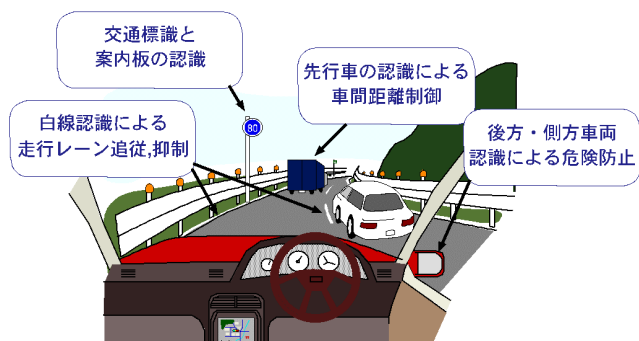 交通標識と
案内板の認識
先行車の認識による
車間距離制御
白線認識による
走行レーン追従,抑制
後方・側方車両
認識による危険防止
80